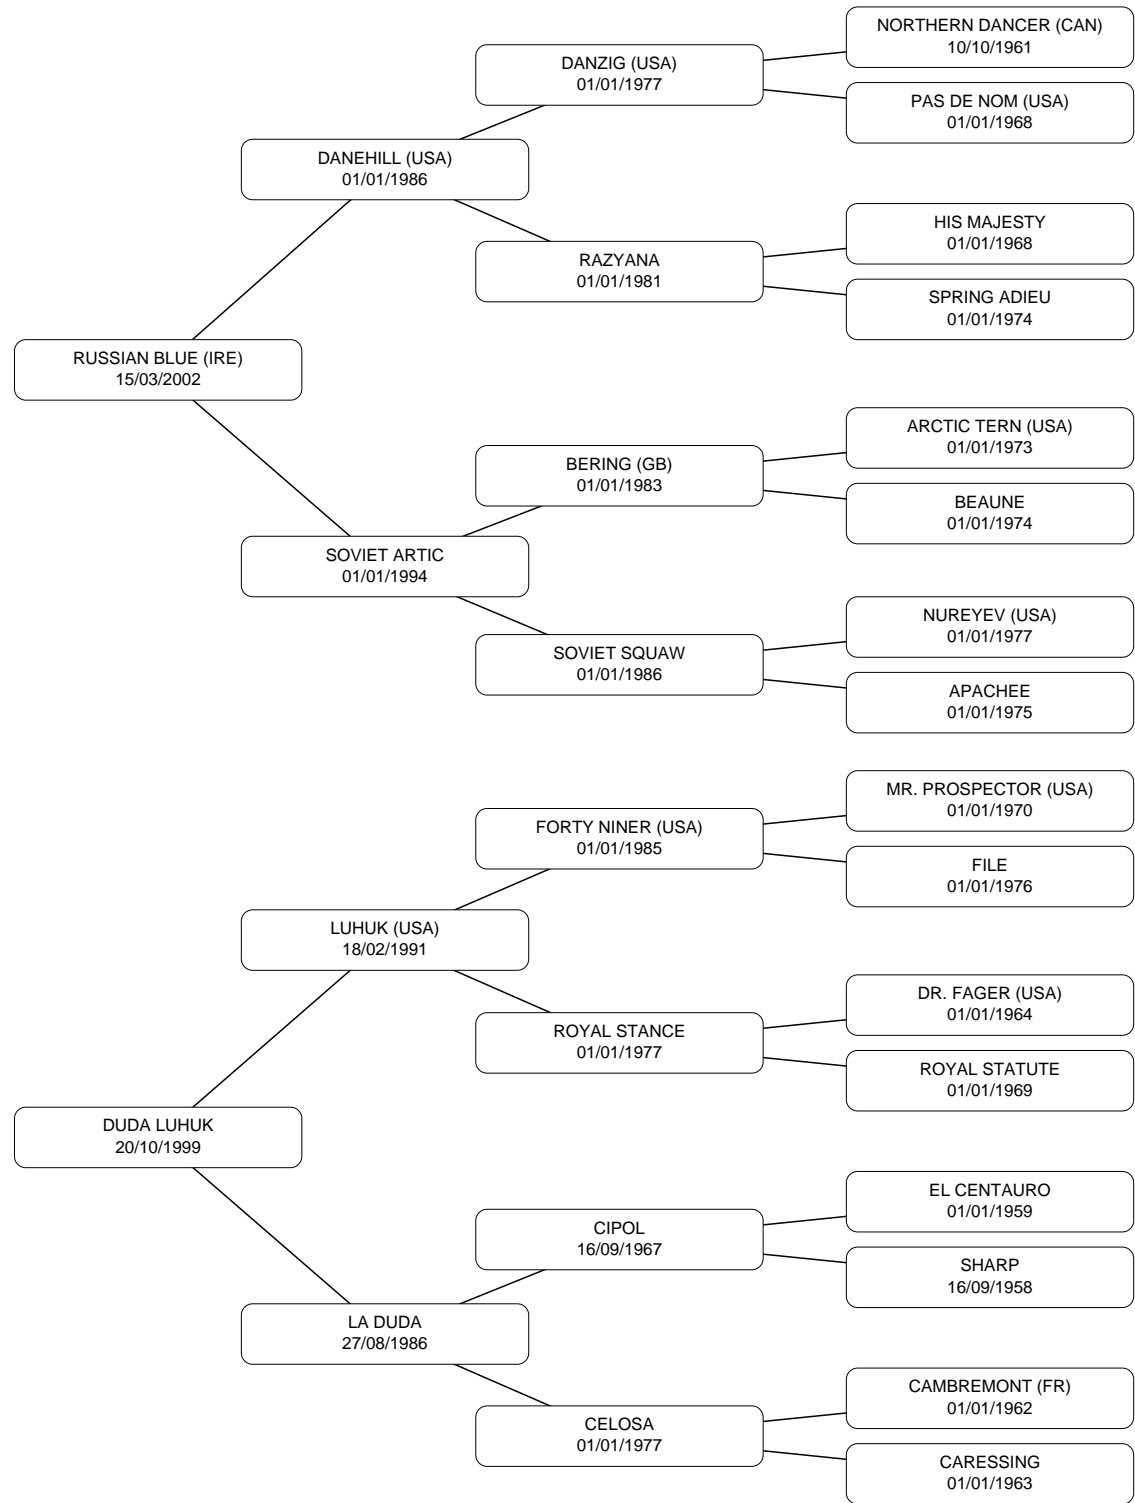 NORTHERN DANCER (CAN)
10/10/1961
DANZIG (USA)
01/01/1977
PAS DE NOM (USA)
01/01/1968
DANEHILL (USA)
01/01/1986
HIS MAJESTY
01/01/1968
RAZYANA
01/01/1981
SPRING ADIEU
01/01/1974
RUSSIAN BLUE (IRE)
15/03/2002
ARCTIC TERN (USA)
01/01/1973
BERING (GB)
01/01/1983
BEAUNE
01/01/1974
SOVIET ARTIC
01/01/1994
NUREYEV (USA)
01/01/1977
SOVIET SQUAW
01/01/1986
APACHEE
01/01/1975
MR. PROSPECTOR (USA)
01/01/1970
FORTY NINER (USA)
01/01/1985
FILE
01/01/1976
LUHUK (USA)
18/02/1991
DR. FAGER (USA)
01/01/1964
ROYAL STANCE
01/01/1977
ROYAL STATUTE
01/01/1969
DUDA LUHUK
20/10/1999
EL CENTAURO
01/01/1959
CIPOL
16/09/1967
SHARP
16/09/1958
LA DUDA
27/08/1986
CAMBREMONT (FR)
01/01/1962
CELOSA
01/01/1977
CARESSING
01/01/1963